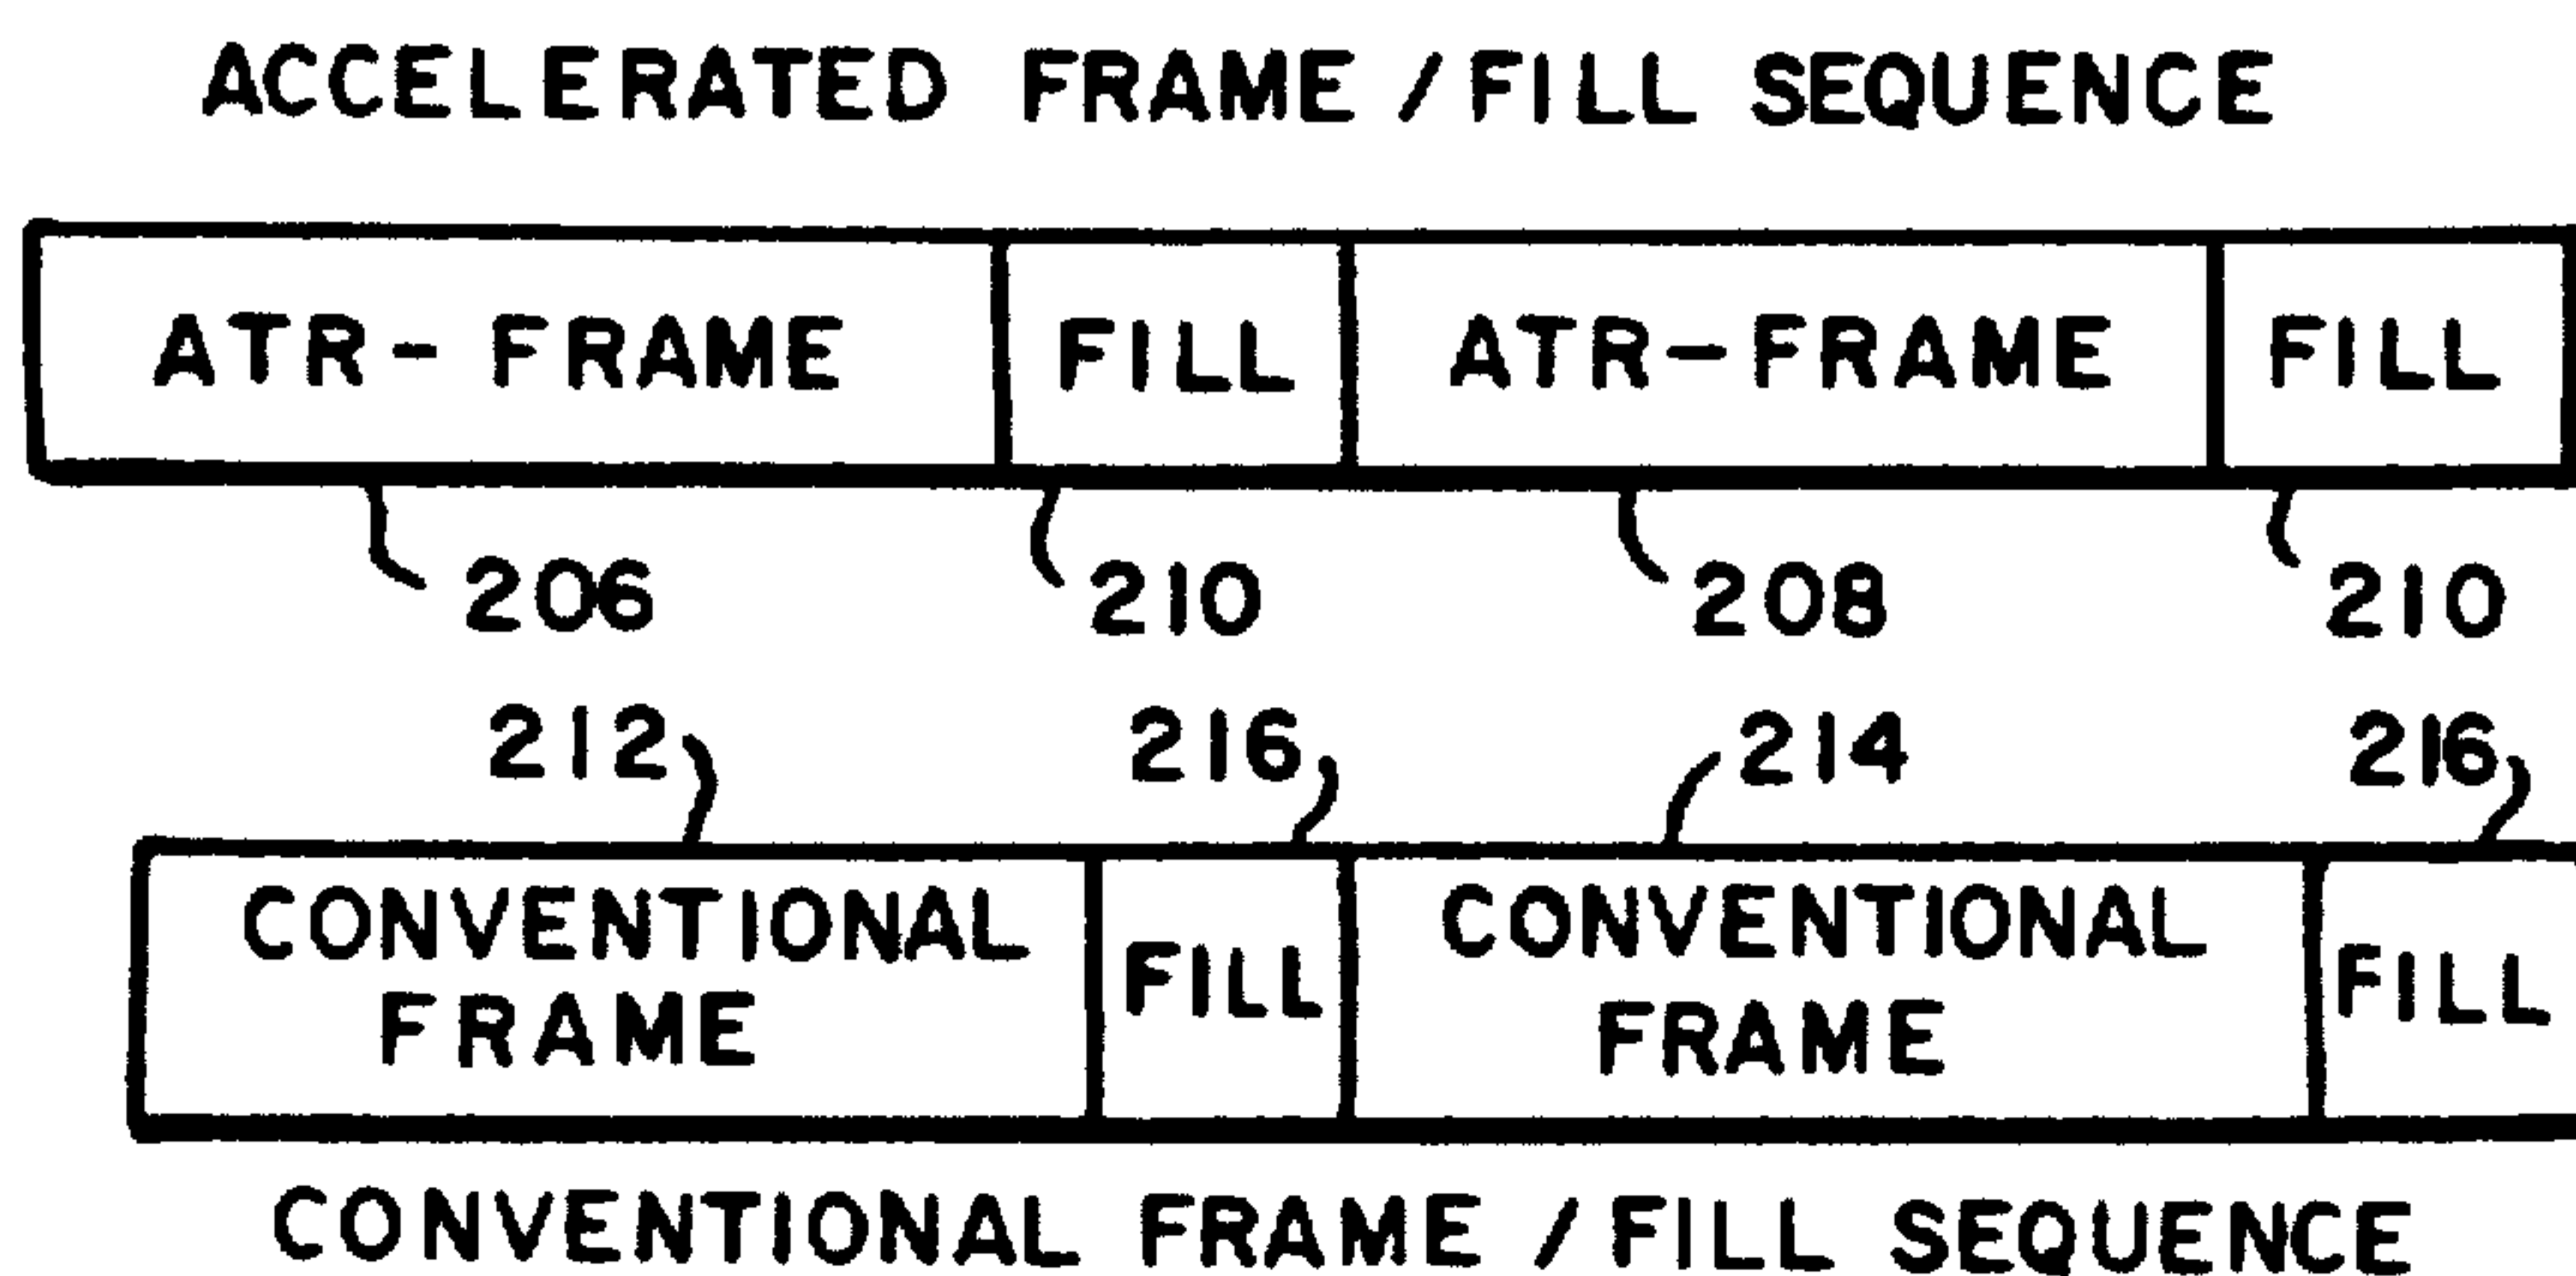 ACCELERATED FRAME / FILL SEQUENCE
ATR- FRAME FILL ATR-FRAME FILL
206 210 208 210
212 216 214 216
CONVENTIONAL FRAME FILL CONVENTIONAL FRAME FILL
CONVENTIONAL FRAME / FILL SEQUENCE